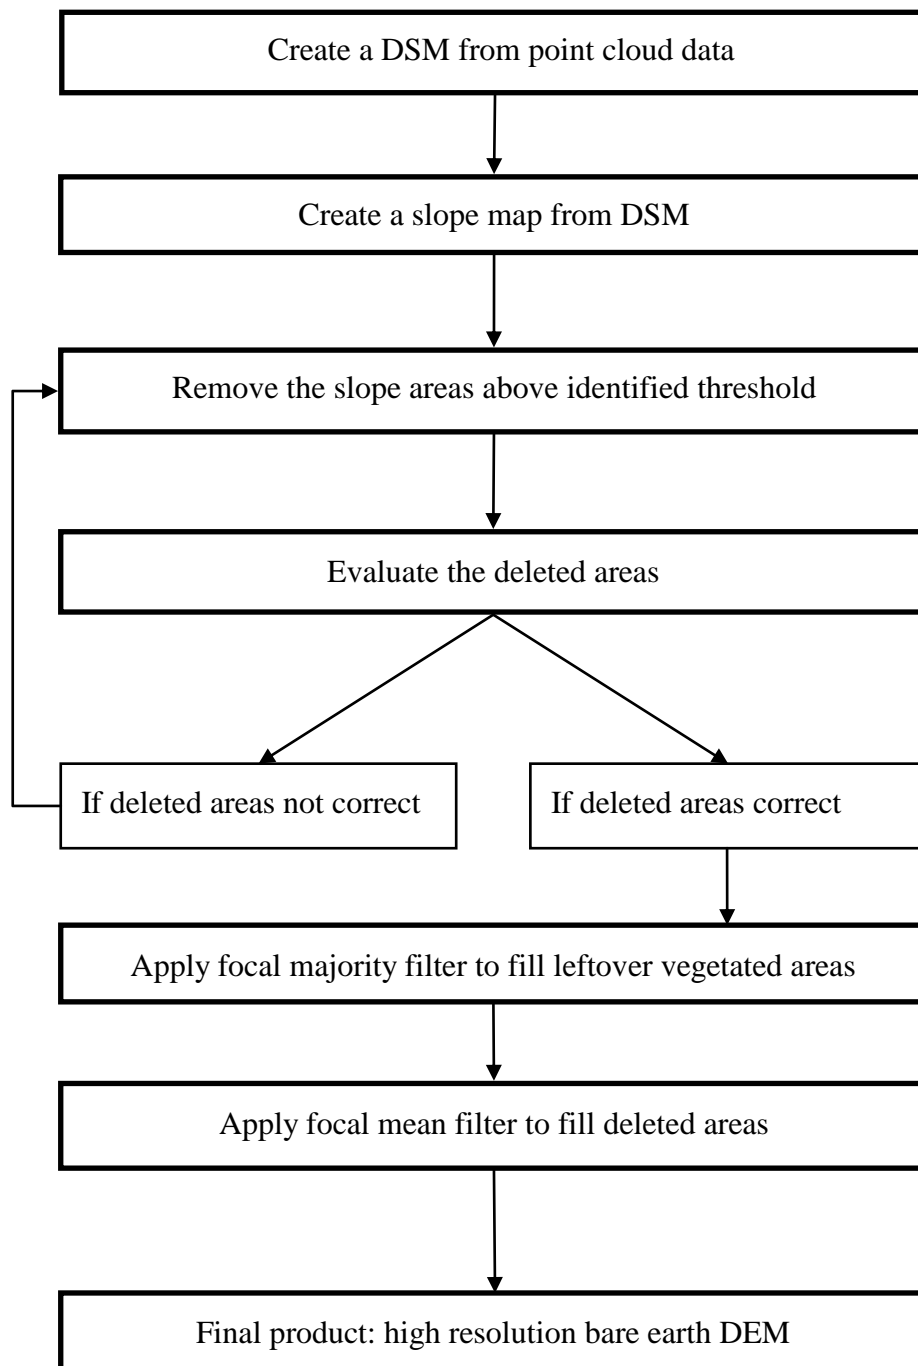 Create a DSM from point cloud data
Create a slope map from DSM
Remove the slope areas above identified threshold
Evaluate the deleted areas
If deleted areas not correct
If deleted areas correct
Apply focal majority filter to fill leftover vegetated areas
Apply focal mean filter to fill deleted areas
Final product: high resolution bare earth DEM